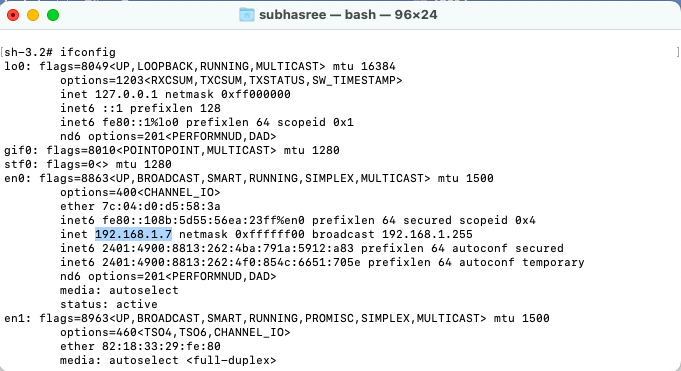 subhasree — bash — 96×24
[sh-3.2# ifconfig ]
lo0: flags=8049<UP,LOOPBACK,RUNNING,MULTICAST> mtu 16384
options=1203<RXCSUM,TXCSUM,TXSTATUS,SW_TIMESTAMP>
inet 127.0.0.1 netmask 0xff000000
inet6 ::1 prefixlen 128
inet6 fe80::1%lo0 prefixlen 64 scopeid 0x1
nd6 options=201<PERFORMNUD,DAD>
gif0: flags=8010<POINTOPOINT,MULTICAST> mtu 1280
stf0: flags=0<> mtu 1280
en0: flags=8863<UP,BROADCAST,SMART,RUNNING,SIMPLEX,MULTICAST> mtu 1500
options=400<CHANNEL_IO>
ether 7c:04:d0:d5:58:3a
inet6 fe80::108b:5d55:56ea:23ff%en0 prefixlen 64 secured scopeid 0x4
inet 192.168.1.7 netmask 0xffffff00 broadcast 192.168.1.255
inet6 2401:4900:8813:262:4ba:791a:5912:a83 prefixlen 64 autoconf secured
inet6 2401:4900:8813:262:4f0:854c:6651:705e prefixlen 64 autoconf temporary
nd6 options=201<PERFORMNUD,DAD>
media: autoselect
status: active
en1: flags=8963<UP,BROADCAST,SMART,RUNNING,PROMISC,SIMPLEX,MULTICAST> mtu 1500
options=460<TSO4,TSO6,CHANNEL_IO>
ether 82:18:33:29:fe:80
media: autoselect <full-duplex>